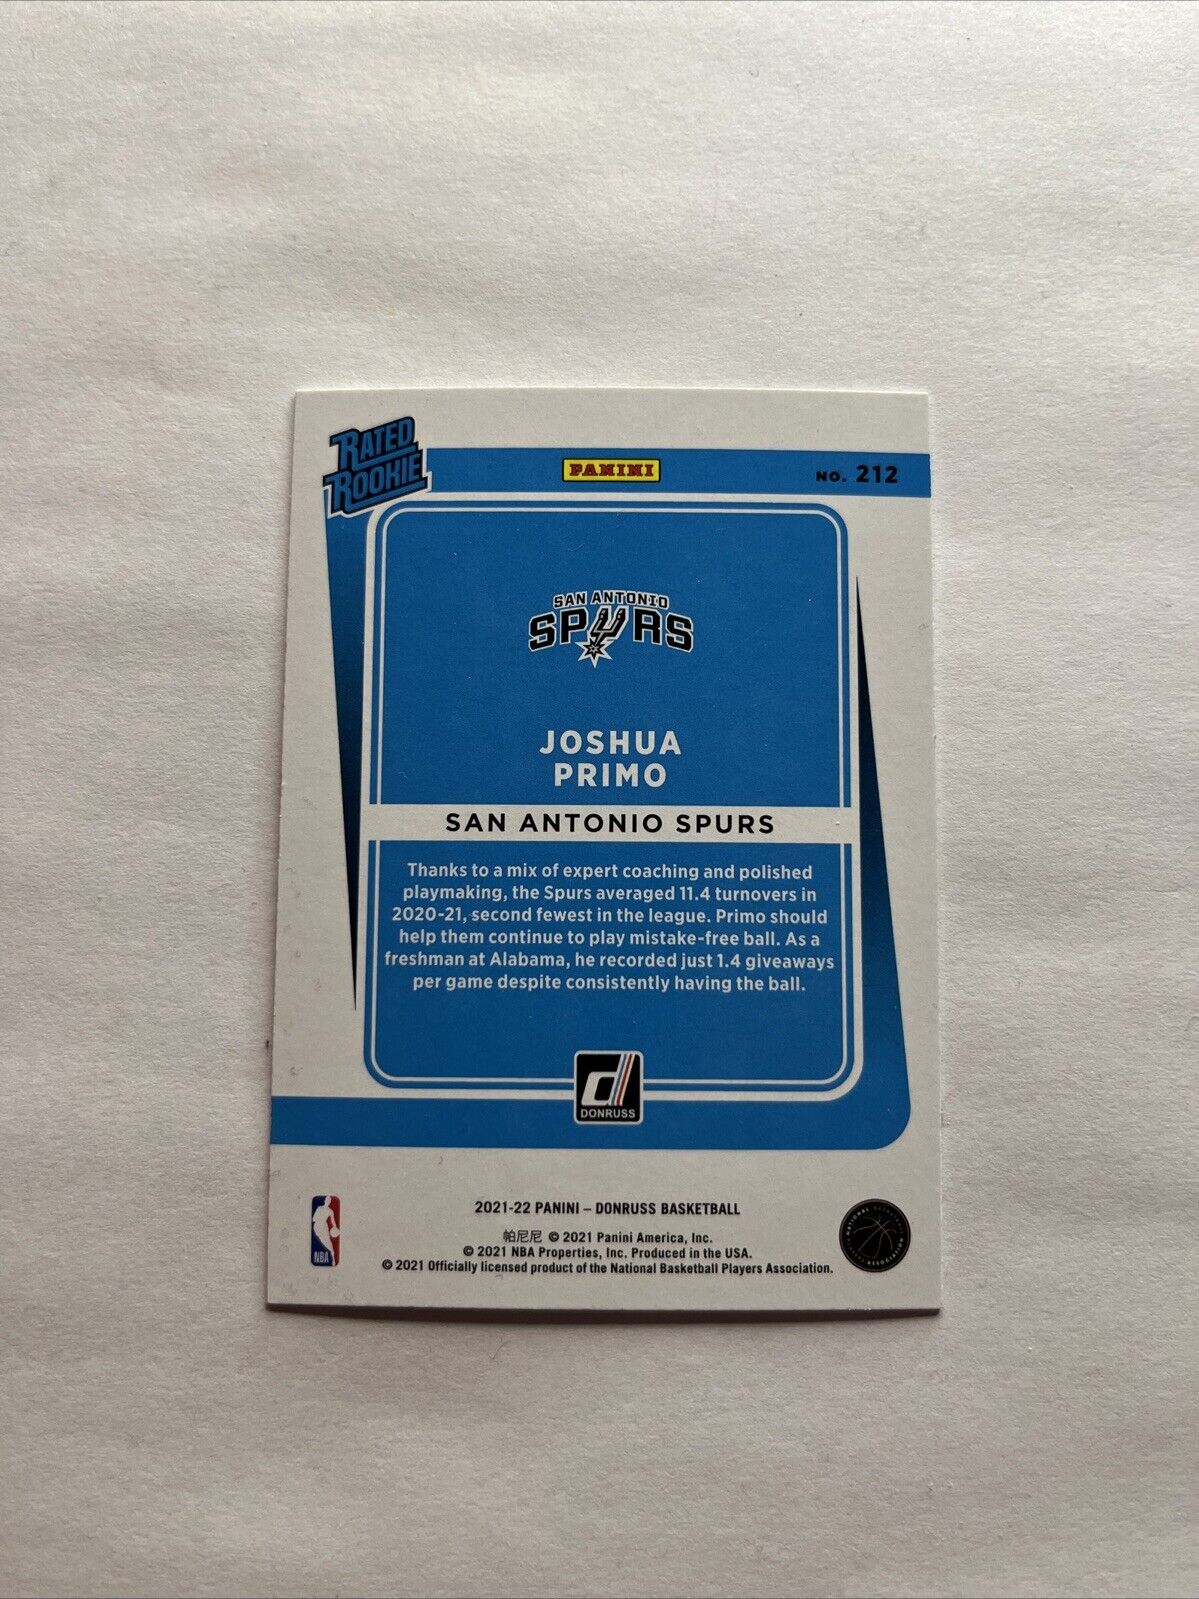 RATED
ROOKIE
PANINI
NO. 212
SAN ANTONIO
SPURS
JOSHUA
PRIMO
SAN ANTONIO SPURS
Thanks to a mix of expert coaching and polished
playmaking, the Spurs averaged 11.4 turnovers in
2020-21, second fewest in the league. Primo should
help them continue to play mistake-free ball. As a
freshman at Alabama, he recorded just 1.4 giveaways
per game despite consistently having the ball.
d
DONRUSS
2021-22 PANINI – DONRUSS BASKETBALL
帕尼尼 © 2021 Panini America, Inc.
© 2021 NBA Properties, Inc. Produced in the USA.
© 2021 Officially licensed product of the National Basketball Players Association.
NBA
NATIONAL BASKETBALL
PLAYERS ASSOCIATION